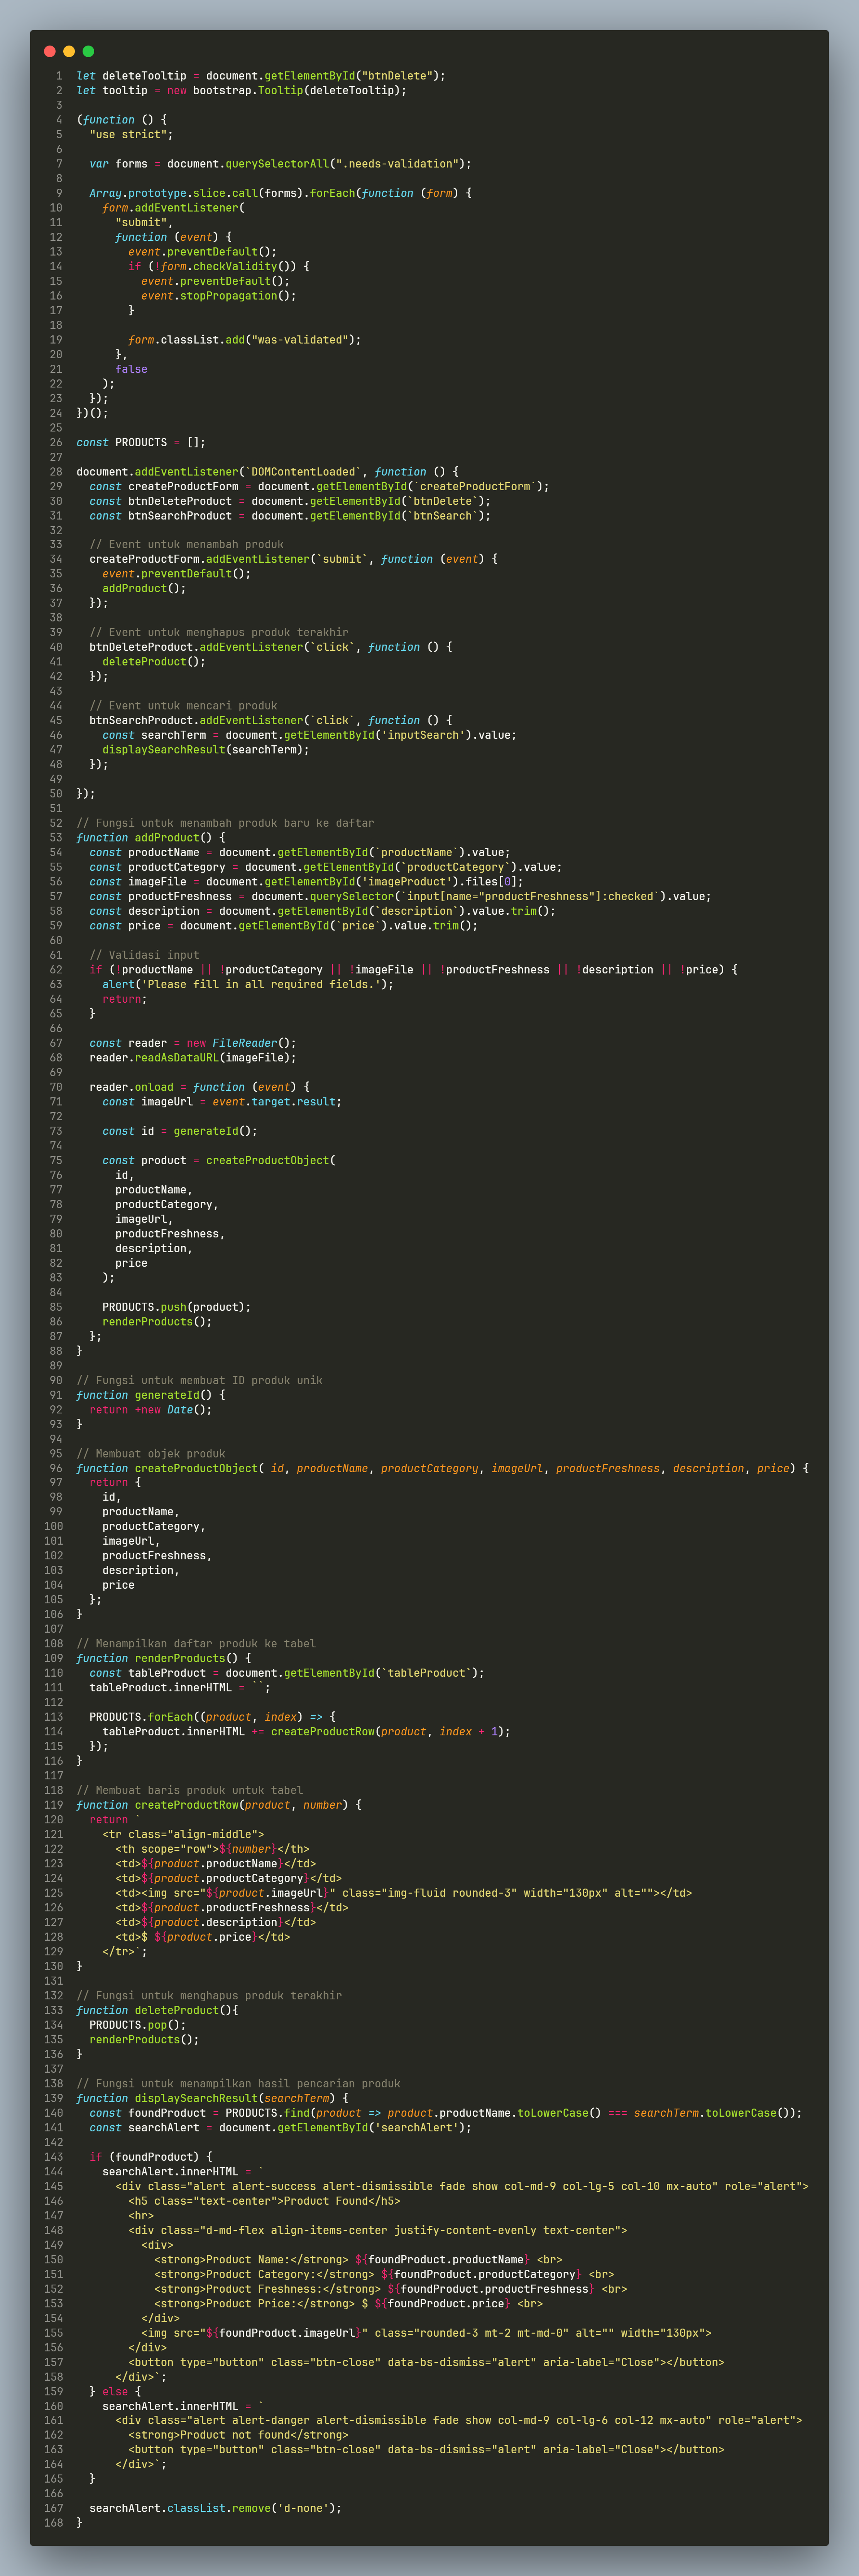 1 let deleteTooltip = document.getElementById("btnDelete");
2 let tooltip = new bootstrap.Tooltip(deleteTooltip);
3
4 (function () {
5   "use strict";
6
7   var forms = document.querySelectorAll(".needs-validation");
8
9   Array.prototype.slice.call(forms).forEach(function (form) {
10     form.addEventListener(
11       "submit",
12       function (event) {
13         event.preventDefault();
14         if (!form.checkValidity()) {
15           event.preventDefault();
16           event.stopPropagation();
17         }
18
19         form.classList.add("was-validated");
20       },
21       false
22     );
23   });
24 })();
25
26 const PRODUCTS = [];
27
28 document.addEventListener(`DOMContentLoaded`, function () {
29   const createProductForm = document.getElementById(`createProductForm`);
30   const btnDeleteProduct = document.getElementById(`btnDelete`);
31   const btnSearchProduct = document.getElementById(`btnSearch`);
32
33   // Event untuk menambah produk
34   createProductForm.addEventListener(`submit`, function (event) {
35     event.preventDefault();
36     addProduct();
37   });
38
39   // Event untuk menghapus produk terakhir
40   btnDeleteProduct.addEventListener(`click`, function () {
41     deleteProduct();
42   });
43
44   // Event untuk mencari produk
45   btnSearchProduct.addEventListener(`click`, function () {
46     const searchTerm = document.getElementById('inputSearch').value;
47     displaySearchResult(searchTerm);
48   });
49
50 });
51
52 // Fungsi untuk menambah produk baru ke daftar
53 function addProduct() {
54   const productName = document.getElementById(`productName`).value;
55   const productCategory = document.getElementById(`productCategory`).value;
56   const imageFile = document.getElementById('imageProduct').files[0];
57   const productFreshness = document.querySelector(`input[name="productFreshness"]:checked`).value;
58   const description = document.getElementById(`description`).value.trim();
59   const price = document.getElementById(`price`).value.trim();
60
61   // Validasi input
62   if (!productName || !productCategory || !imageFile || !productFreshness || !description || !price) {
63     alert('Please fill in all required fields.');
64     return;
65   }
66
67   const reader = new FileReader();
68   reader.readAsDataURL(imageFile);
69
70   reader.onload = function (event) {
71     const imageUrl = event.target.result;
72
73     const id = generateId();
74
75     const product = createProductObject(
76       id,
77       productName,
78       productCategory,
79       imageUrl,
80       productFreshness,
81       description,
82       price
83     );
84
85     PRODUCTS.push(product);
86     renderProducts();
87   };
88 }
89
90 // Fungsi untuk membuat ID produk unik
91 function generateId() {
92   return +new Date();
93 }
94
95 // Membuat objek produk
96 function createProductObject( id, productName, productCategory, imageUrl, productFreshness, description, price) {
97   return {
98     id,
99     productName,
100     productCategory,
101     imageUrl,
102     productFreshness,
103     description,
104     price
105   };
106 }
107
108 // Menampilkan daftar produk ke tabel
109 function renderProducts() {
110   const tableProduct = document.getElementById(`tableProduct`);
111   tableProduct.innerHTML = ``;
112
113   PRODUCTS.forEach((product, index) => {
114     tableProduct.innerHTML += createProductRow(product, index + 1);
115   });
116 }
117
118 // Membuat baris produk untuk tabel
119 function createProductRow(product, number) {
120   return `
121     <tr class="align-middle">
122       <th scope="row">${number}</th>
123       <td>${product.productName}</td>
124       <td>${product.productCategory}</td>
125       <td><img src="${product.imageUrl}" class="img-fluid rounded-3" width="130px" alt=""></td>
126       <td>${product.productFreshness}</td>
127       <td>${product.description}</td>
128       <td>$ ${product.price}</td>
129     </tr>`;
130 }
131
132 // Fungsi untuk menghapus produk terakhir
133 function deleteProduct(){
134   PRODUCTS.pop();
135   renderProducts();
136 }
137
138 // Fungsi untuk menampilkan hasil pencarian produk
139 function displaySearchResult(searchTerm) {
140   const foundProduct = PRODUCTS.find(product => product.productName.toLowerCase() === searchTerm.toLowerCase());
141   const searchAlert = document.getElementById('searchAlert');
142
143   if (foundProduct) {
144     searchAlert.innerHTML = `
145       <div class="alert alert-success alert-dismissible fade show col-md-9 col-lg-5 col-10 mx-auto" role="alert">
146         <h5 class="text-center">Product Found</h5>
147         <hr>
148         <div class="d-md-flex align-items-center justify-content-evenly text-center">
149           <div>
150             <strong>Product Name:</strong> ${foundProduct.productName} <br>
151             <strong>Product Category:</strong> ${foundProduct.productCategory} <br>
152             <strong>Product Freshness:</strong> ${foundProduct.productFreshness} <br>
153             <strong>Product Price:</strong> $ ${foundProduct.price} <br>
154           </div>
155           <img src="${foundProduct.imageUrl}" class="rounded-3 mt-2 mt-md-0" alt="" width="130px">
156         </div>
157         <button type="button" class="btn-close" data-bs-dismiss="alert" aria-label="Close"></button>
158       </div>`;
159   } else {
160     searchAlert.innerHTML = `
161       <div class="alert alert-danger alert-dismissible fade show col-md-9 col-lg-6 col-12 mx-auto" role="alert">
162         <strong>Product not found</strong>
163         <button type="button" class="btn-close" data-bs-dismiss="alert" aria-label="Close"></button>
164       </div>`;
165   }
166
167   searchAlert.classList.remove('d-none');
168 }